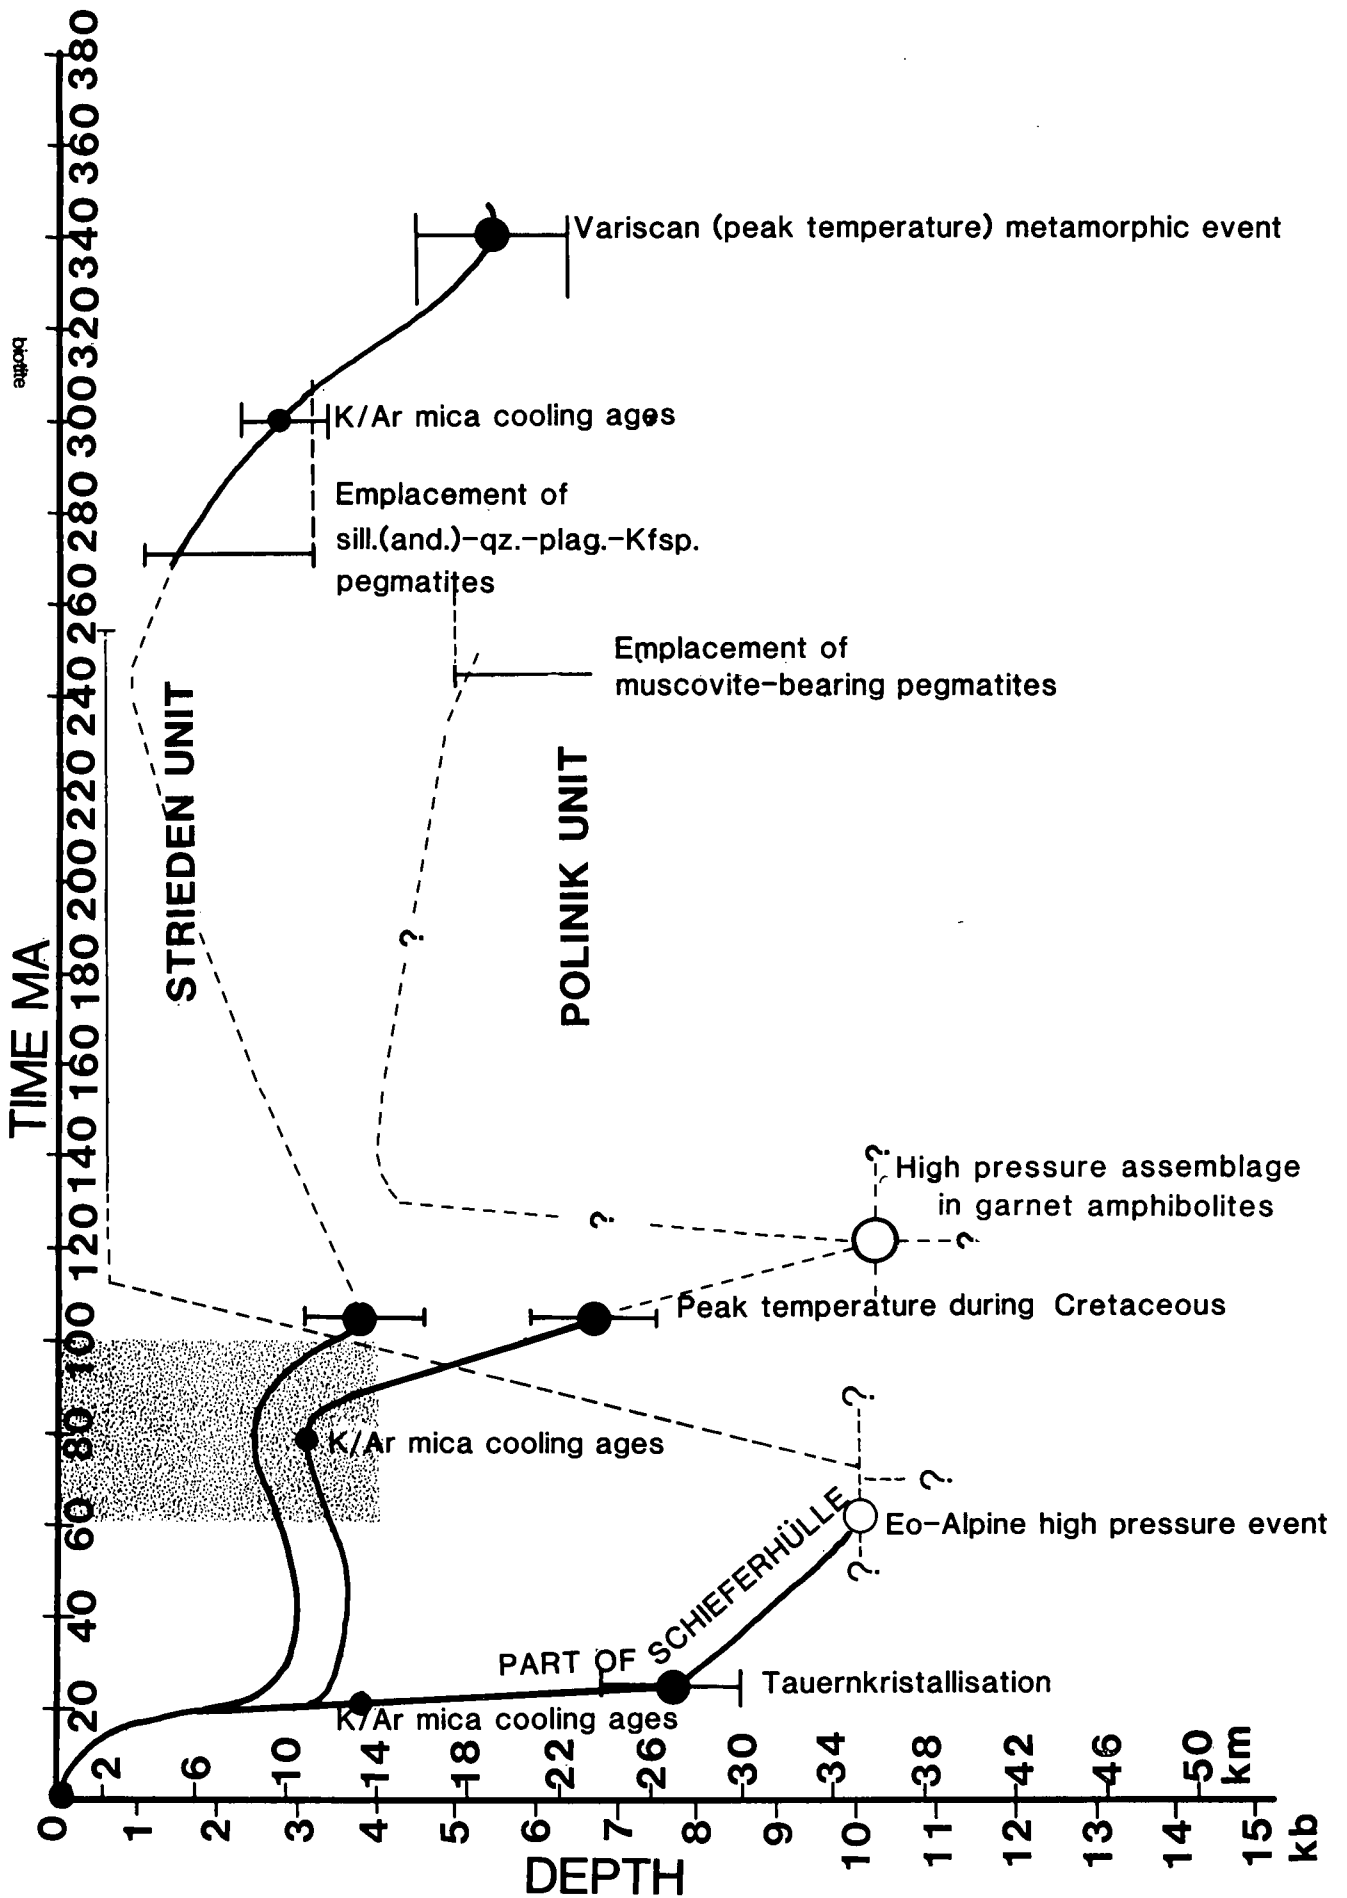 380
360
340
320
300
280
260
240
220
200
180
160
140
120
100
80
60
40
20
TIME MA
biotite
Variscan (peak temperature) metamorphic event
K/Ar mica cooling ages
Emplacement of
sill.(and.)-qz.-plag.-Kfsp.
pegmatites
Emplacement of
muscovite-bearing pegmatites
STRIEDEN UNIT
POLINIK UNIT
?
?
High pressure assemblage
in garnet amphibolites
?
?
Peak temperature during Cretaceous
?
K/Ar mica cooling ages
?
Eo-Alpine high pressure event
?
PART OF SCHIEFERHÜLLE
Tauernkristallisation
K/Ar mica cooling ages
2 6 10 14 18 22 26 30 34 38 42 46 50 km
0 1 2 3 4 5 6 7 8 9 10 11 12 13 14 15 kb
DEPTH